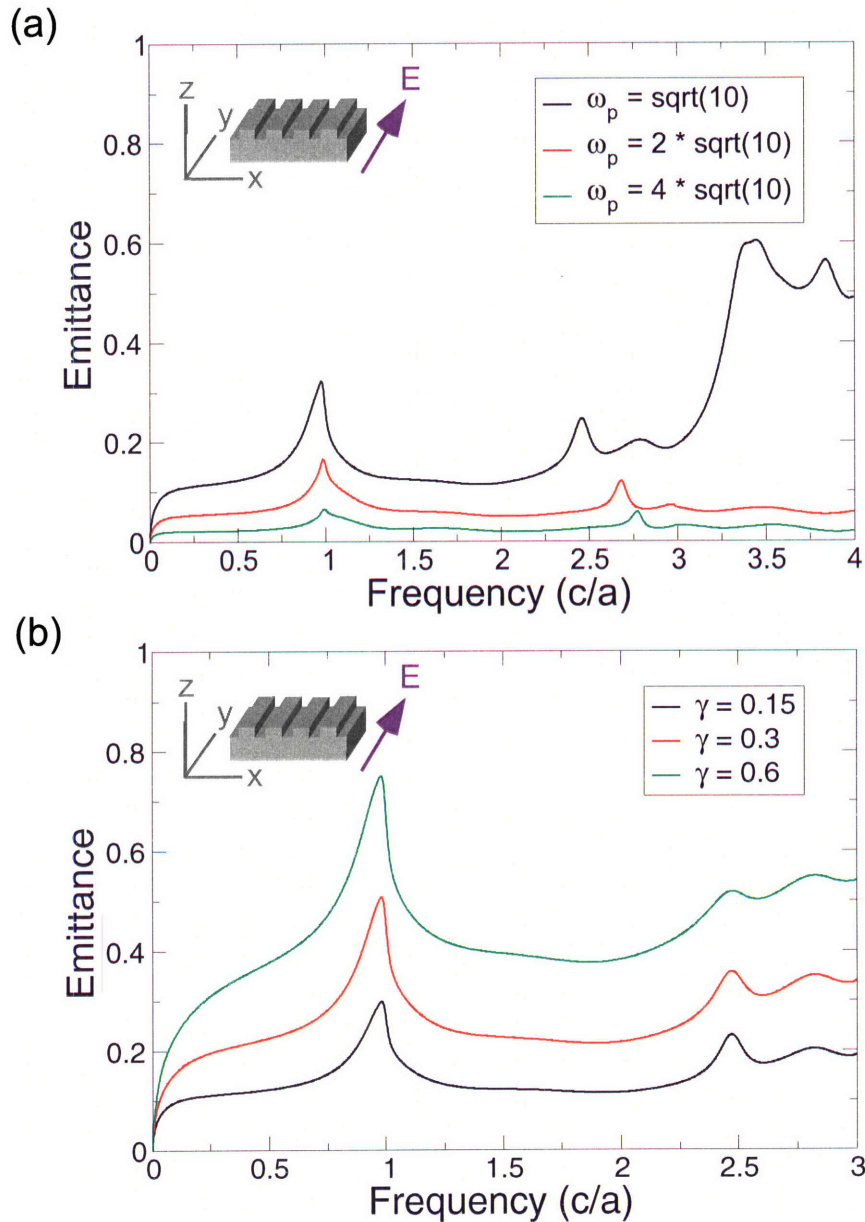 (a)
1
0.8
0.6
0.4
0.2
0
Emittance
z
y
x
E
ω_p = sqrt(10)
ω_p = 2 * sqrt(10)
ω_p = 4 * sqrt(10)
0 0.5 1 1.5 2 2.5 3 3.5 4
Frequency (c/a)
(b)
1
0.8
0.6
0.4
0.2
0
Emittance
z
y
x
E
γ = 0.15
γ = 0.3
γ = 0.6
0 0.5 1 1.5 2 2.5 3
Frequency (c/a)